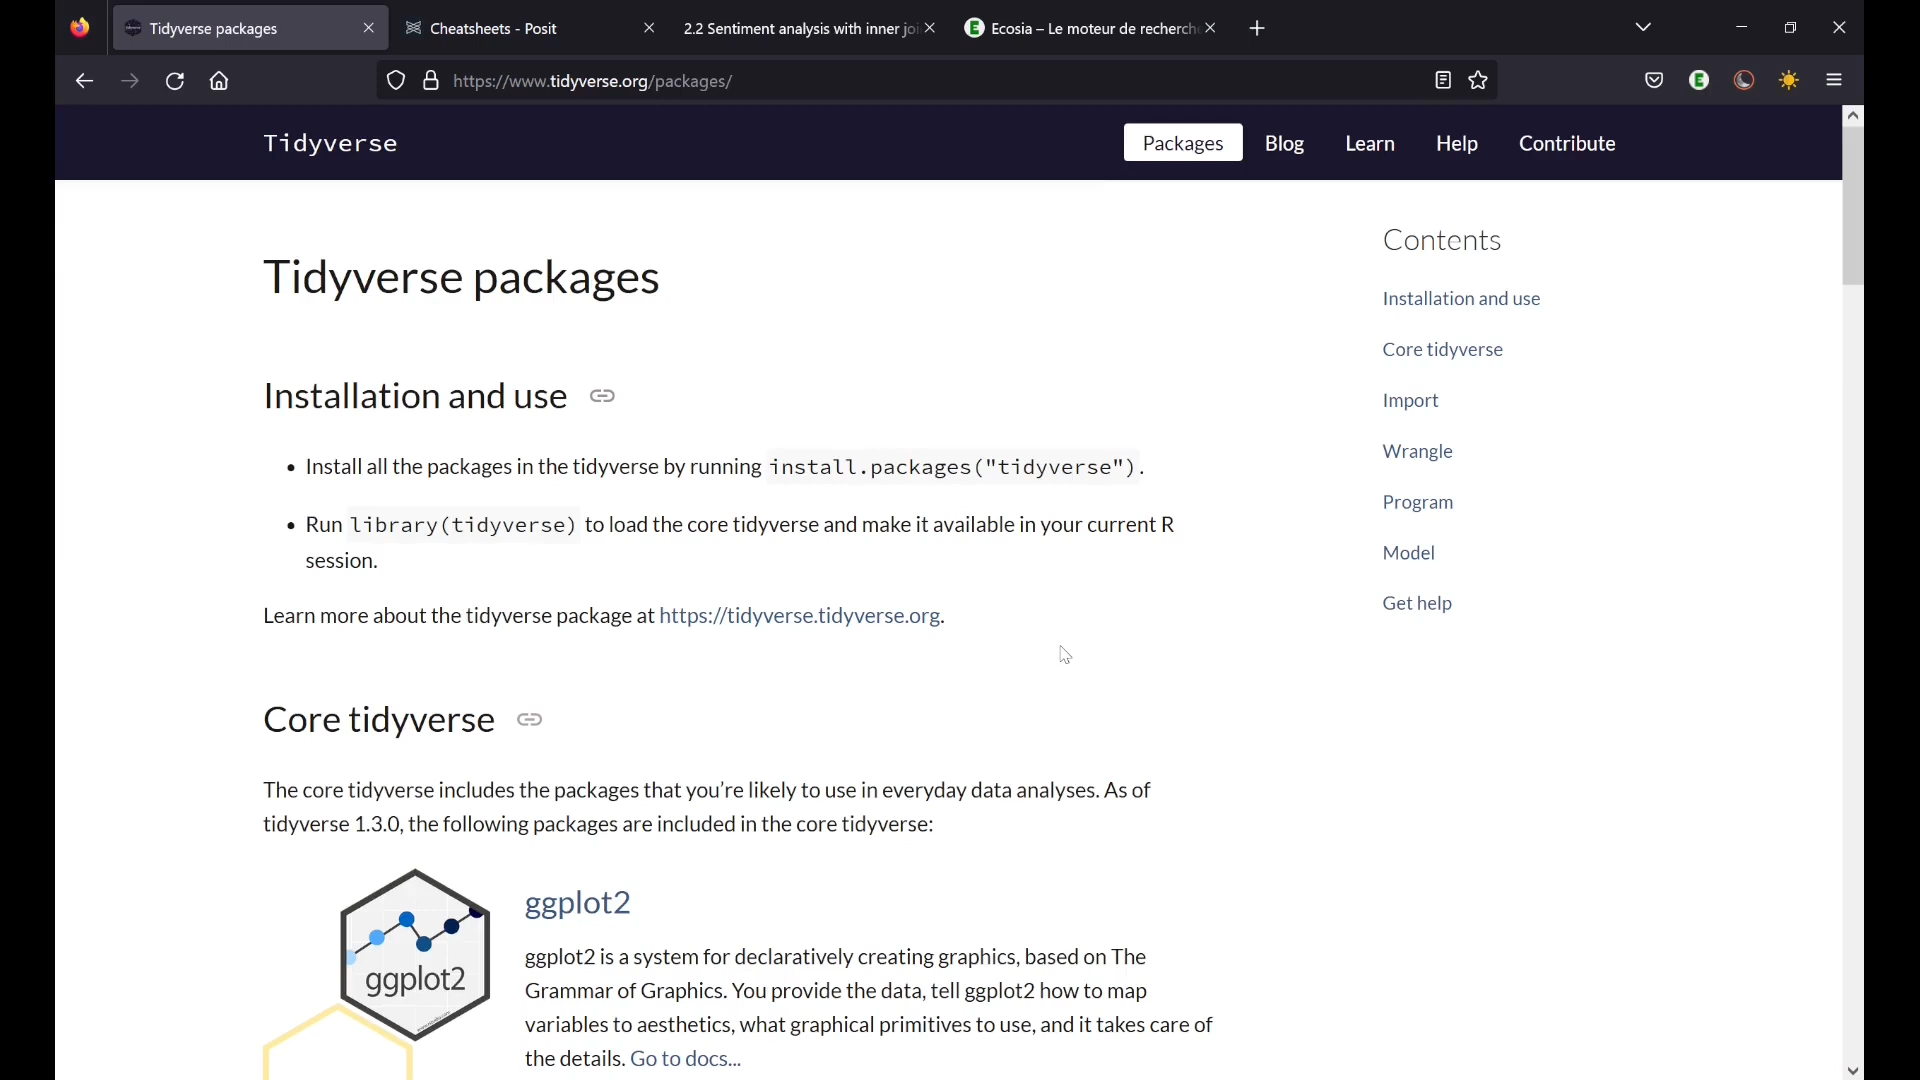 Tidyverse packages
Cheatsheets - Posit
2.2 Sentiment analysis with inner joi
Ecosia – Le moteur de recherch
https://www.tidyverse.org/packages/
Tidyverse
Packages
Blog
Learn
Help
Contribute
Tidyverse packages
Installation and use
• Install all the packages in the tidyverse by running install.packages("tidyverse").
• Run library(tidyverse) to load the core tidyverse and make it available in your current R
session.
Learn more about the tidyverse package at https://tidyverse.tidyverse.org.
Core tidyverse
The core tidyverse includes the packages that you’re likely to use in everyday data analyses. As of
tidyverse 1.3.0, the following packages are included in the core tidyverse:
ggplot2
ggplot2
ggplot2 is a system for declaratively creating graphics, based on The
Grammar of Graphics. You provide the data, tell ggplot2 how to map
variables to aesthetics, what graphical primitives to use, and it takes care of
the details. Go to docs...
Contents
Installation and use
Core tidyverse
Import
Wrangle
Program
Model
Get help